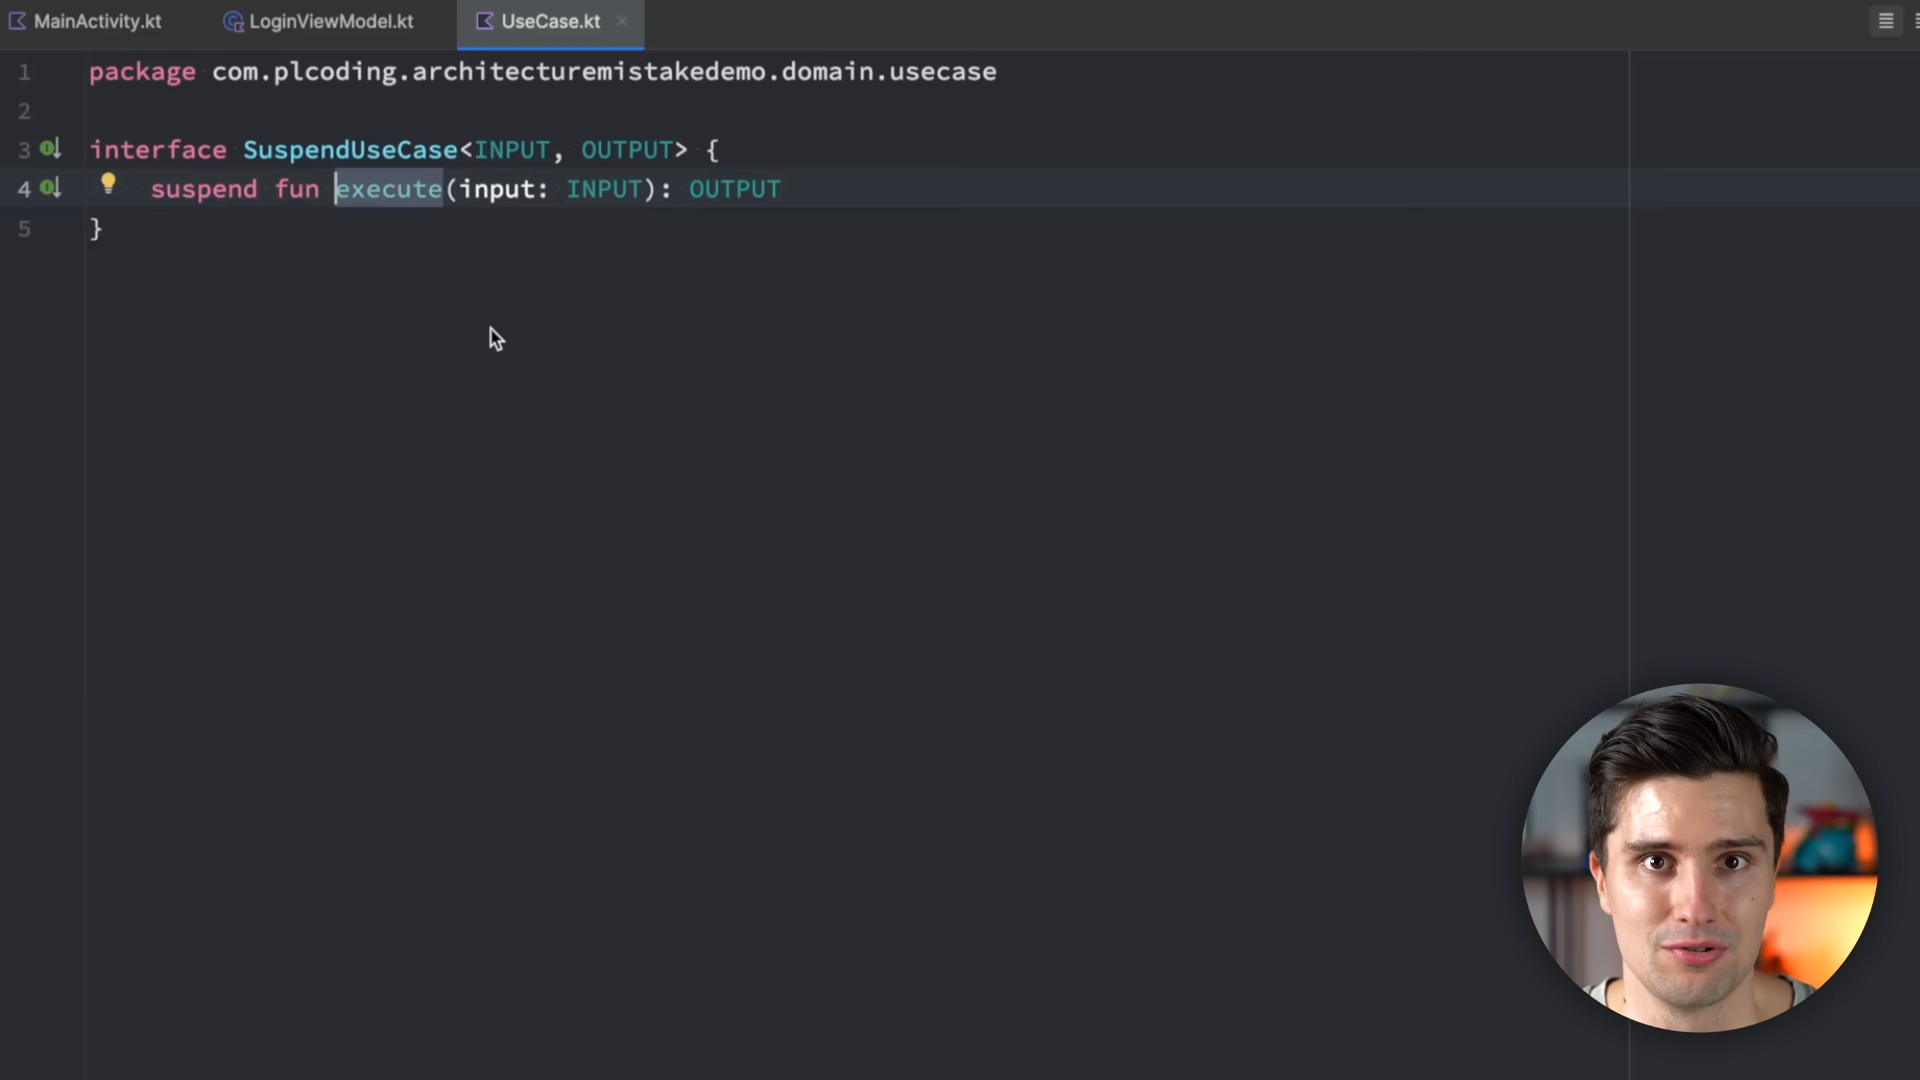 MainActivity.kt LoginViewModel.kt UseCase.kt
1 package com.plcoding.architecturemistakedemo.domain.usecase
2
3 interface SuspendUseCase<INPUT, OUTPUT> {
4 suspend fun execute(input: INPUT): OUTPUT
5 }